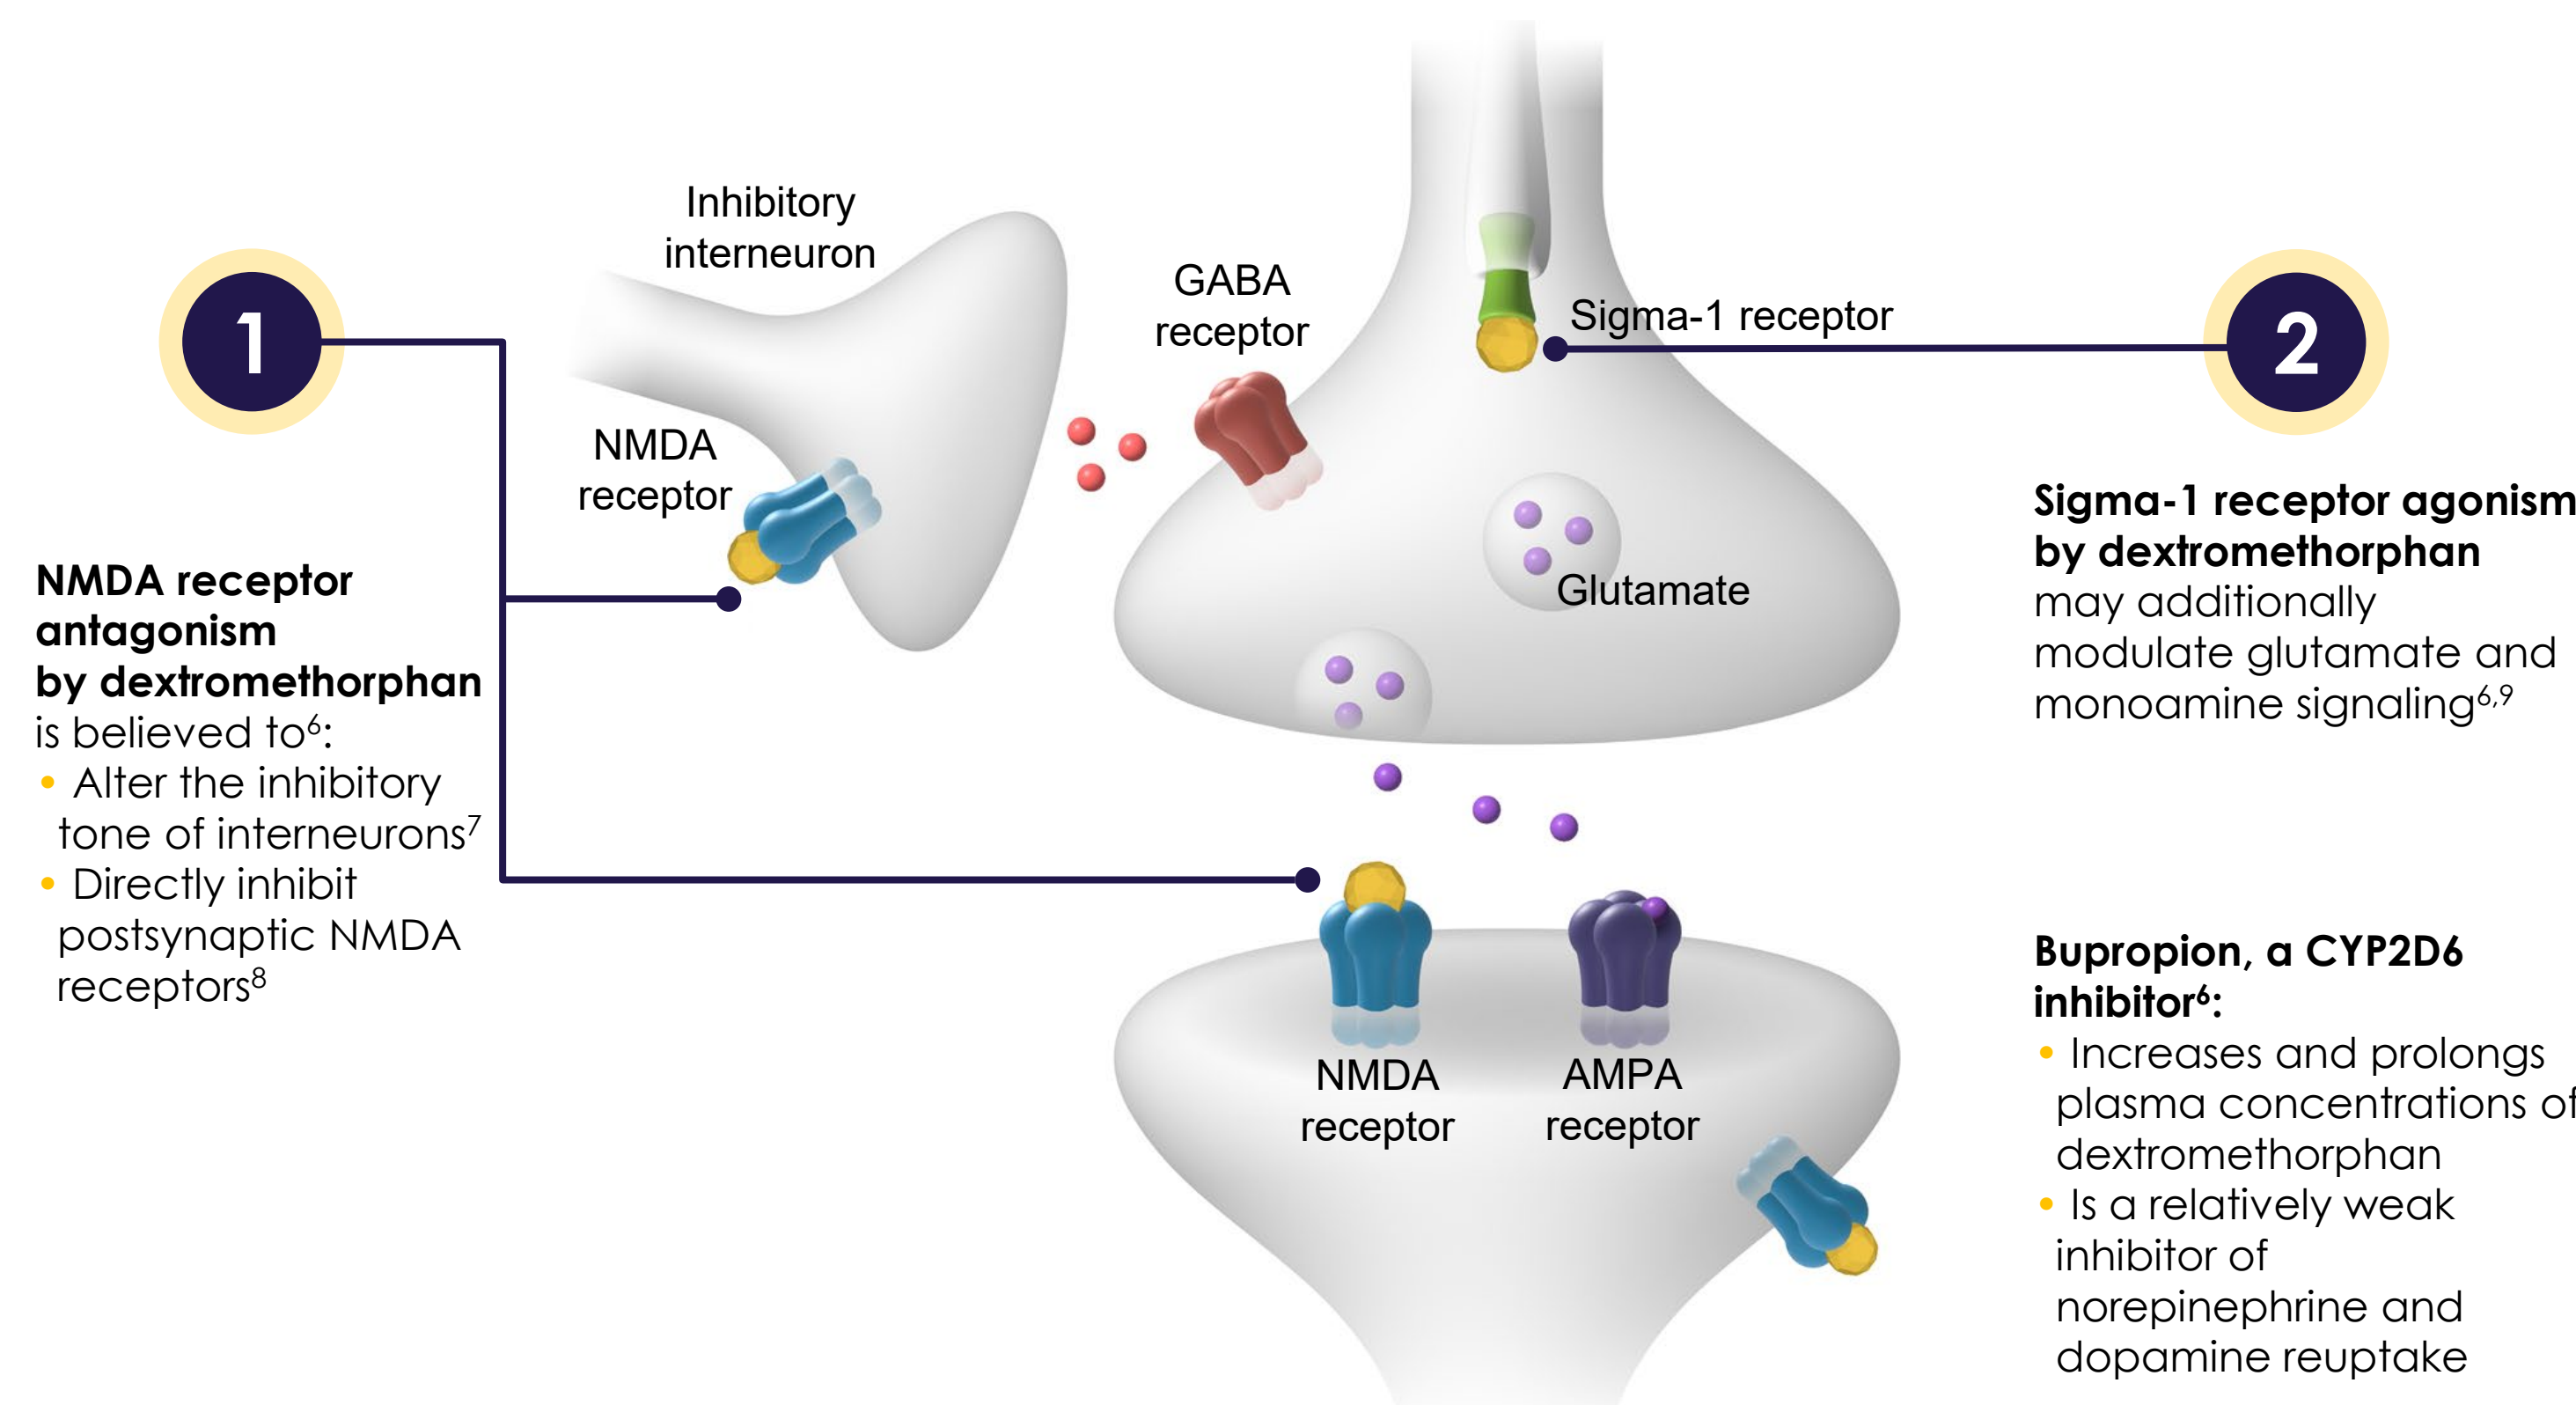 1
NMDA receptor
antagonism
by dextromethorphan
is believed to⁶:
• Alter the inhibitory
tone of interneurons⁷
• Directly inhibit
postsynaptic NMDA
receptors⁸
Inhibitory
interneuron
NMDA
receptor
GABA
receptor
Sigma-1 receptor
Glutamate
NMDA
receptor
AMPA
receptor
2
Sigma-1 receptor agonism
by dextromethorphan
may additionally
modulate glutamate and
monoamine signaling⁶,⁹
Bupropion, a CYP2D6
inhibitor⁶:
• Increases and prolongs
plasma concentrations of
dextromethorphan
• Is a relatively weak
inhibitor of
norepinephrine and
dopamine reuptake